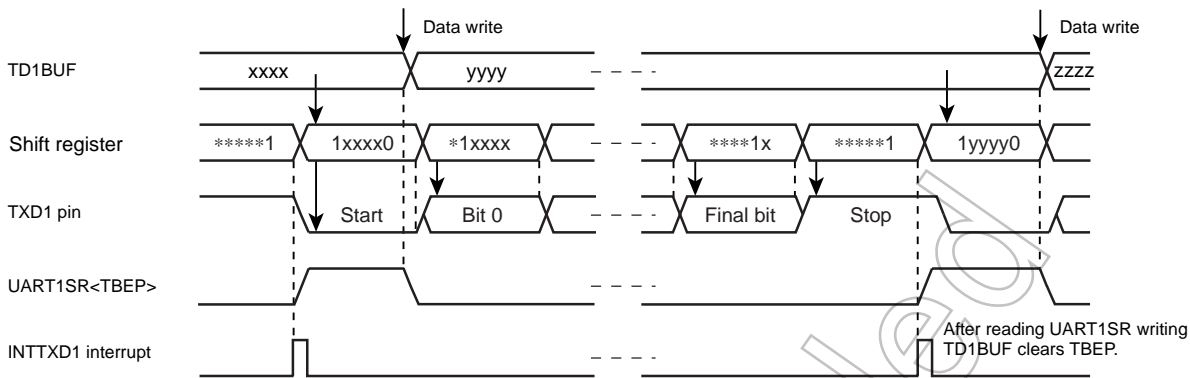 Data write
Data write
TD1BUF
xxxx
yyyy
zzzz
Shift register
*****1
1xxxx0
*1xxxx
****1x
*****1
1yyyy0
TXD1 pin
Start
Bit 0
Final bit
Stop
UART1SR<TBEP>
INTTXD1 interrupt
After reading UART1SR writing
TD1BUF clears TBEP.